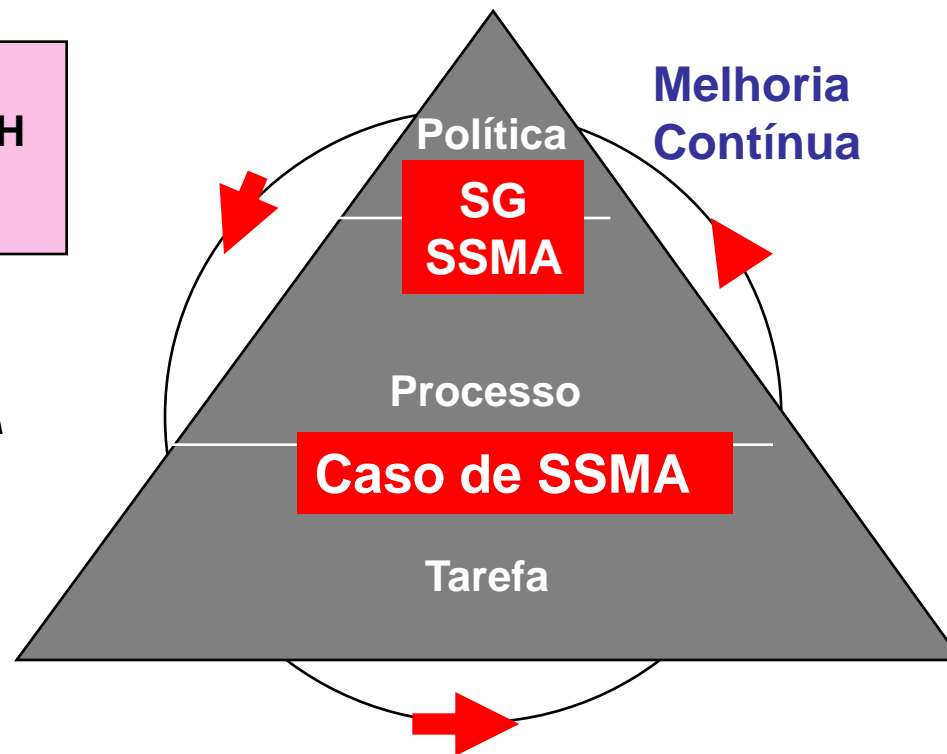 H
Melhoria
Contínua
Política
SG
SSMA
Processo
Caso de SSMA
Tarefa